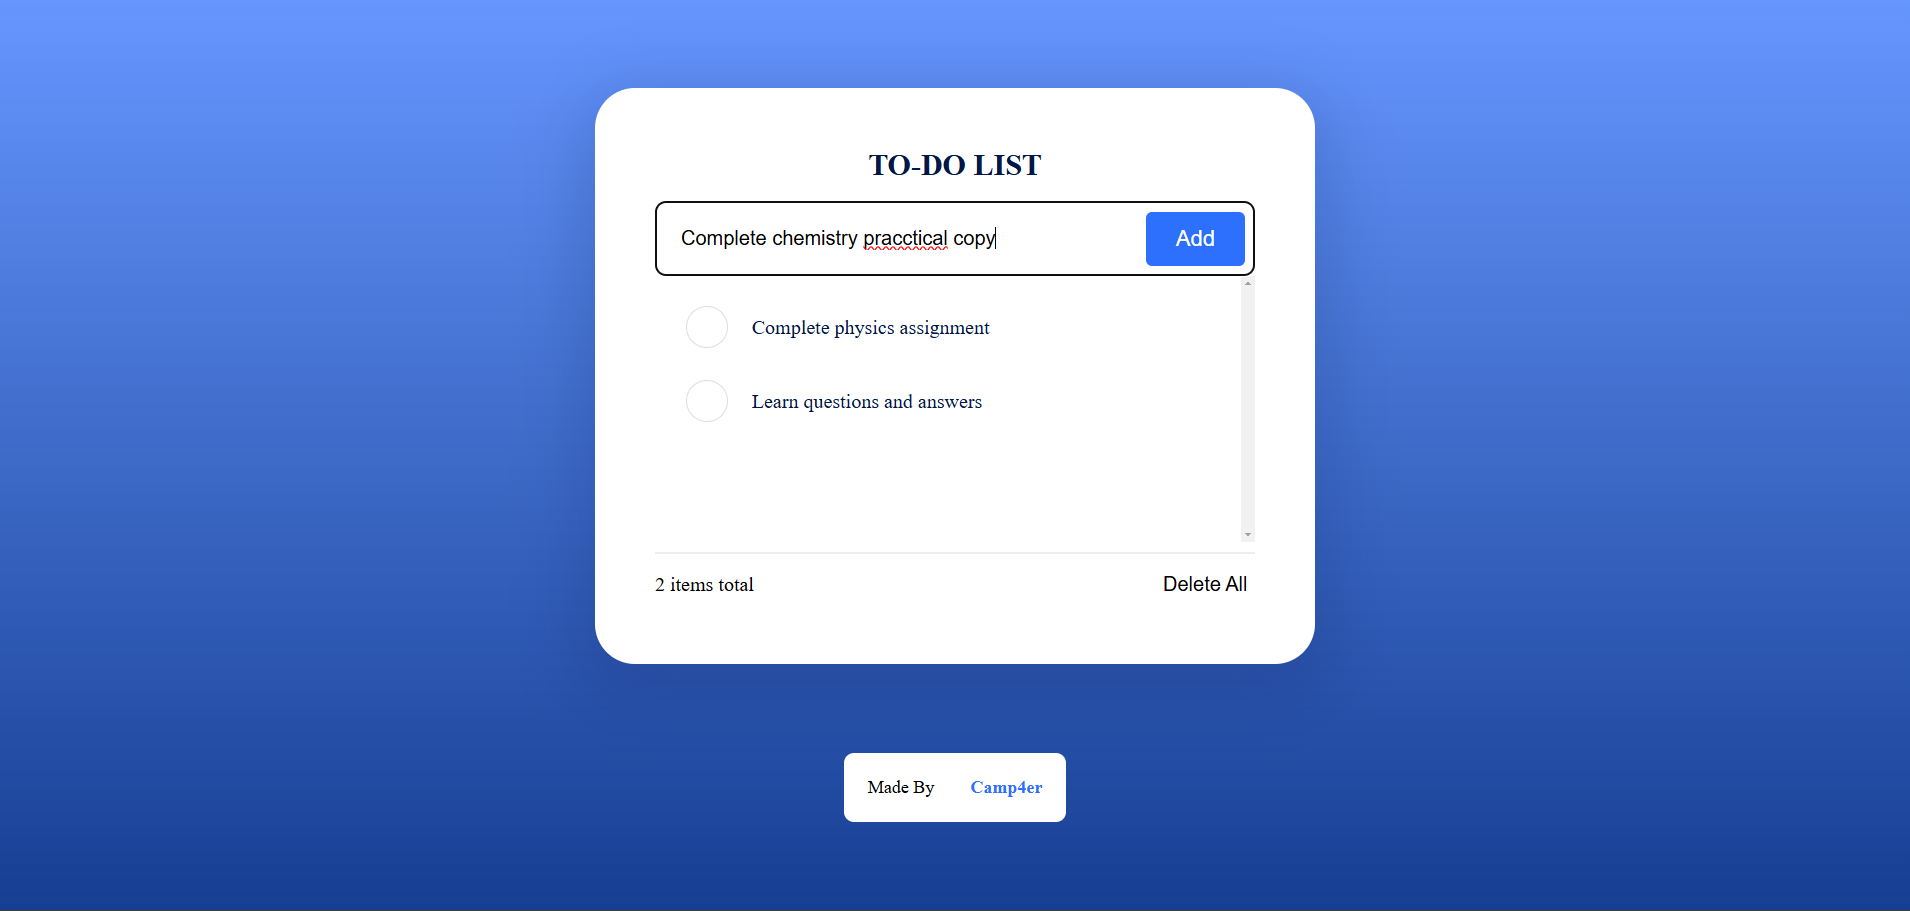 TO-DO LIST
Complete chemistry pracctical copy
Add
Complete physics assignment
Learn questions and answers
2 items total
Delete All
Made By Camp4er